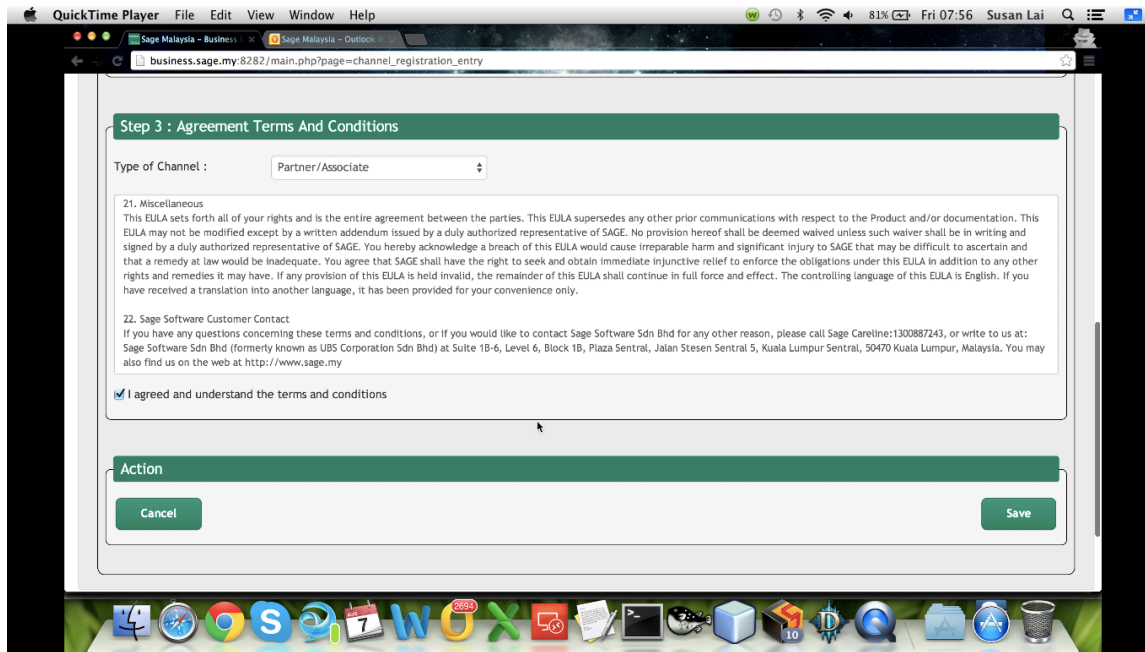 QuickTime Player File Edit View Window Help 81% Fri 07:56 Susan Lai
Sage Malaysia – Business Sage Malaysia – Outlook
business.sage.my:8282/main.php?page=channel_registration_entry
Step 3 : Agreement Terms And Conditions
Type of Channel : Partner/Associate
21. Miscellaneous
This EULA sets forth all of your rights and is the entire agreement between the parties. This EULA supersedes any other prior communications with respect to the Product and/or documentation. This
EULA may not be modified except by a written addendum issued by a duly authorized representative of SAGE. No provision hereof shall be deemed waived unless such waiver shall be in writing and
signed by a duly authorized representative of SAGE. You hereby acknowledge a breach of this EULA would cause irreparable harm and significant injury to SAGE that may be difficult to ascertain and
that a remedy at law would be inadequate. You agree that SAGE shall have the right to seek and obtain immediate injunctive relief to enforce the obligations under this EULA in addition to any other
rights and remedies it may have. If any provision of this EULA is held invalid, the remainder of this EULA shall continue in full force and effect. The controlling language of this EULA is English. If you
have received a translation into another language, it has been provided for your convenience only.
22. Sage Software Customer Contact
If you have any questions concerning these terms and conditions, or if you would like to contact Sage Software Sdn Bhd for any other reason, please call Sage Careline:1300887243, or write to us at:
Sage Software Sdn Bhd (formerly known as UBS Corporation Sdn Bhd) at Suite 1B-6, Level 6, Block 1B, Plaza Sentral, Jalan Stesen Sentral 5, Kuala Lumpur Sentral, 50470 Kuala Lumpur, Malaysia. You may
also find us on the web at http://www.sage.my
I agreed and understand the terms and conditions
Action
Cancel Save
2694
AUG
7
10